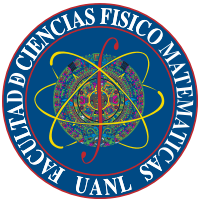 FACULTAD DE CIENCIAS FISICO MATEMATICAS
UANL